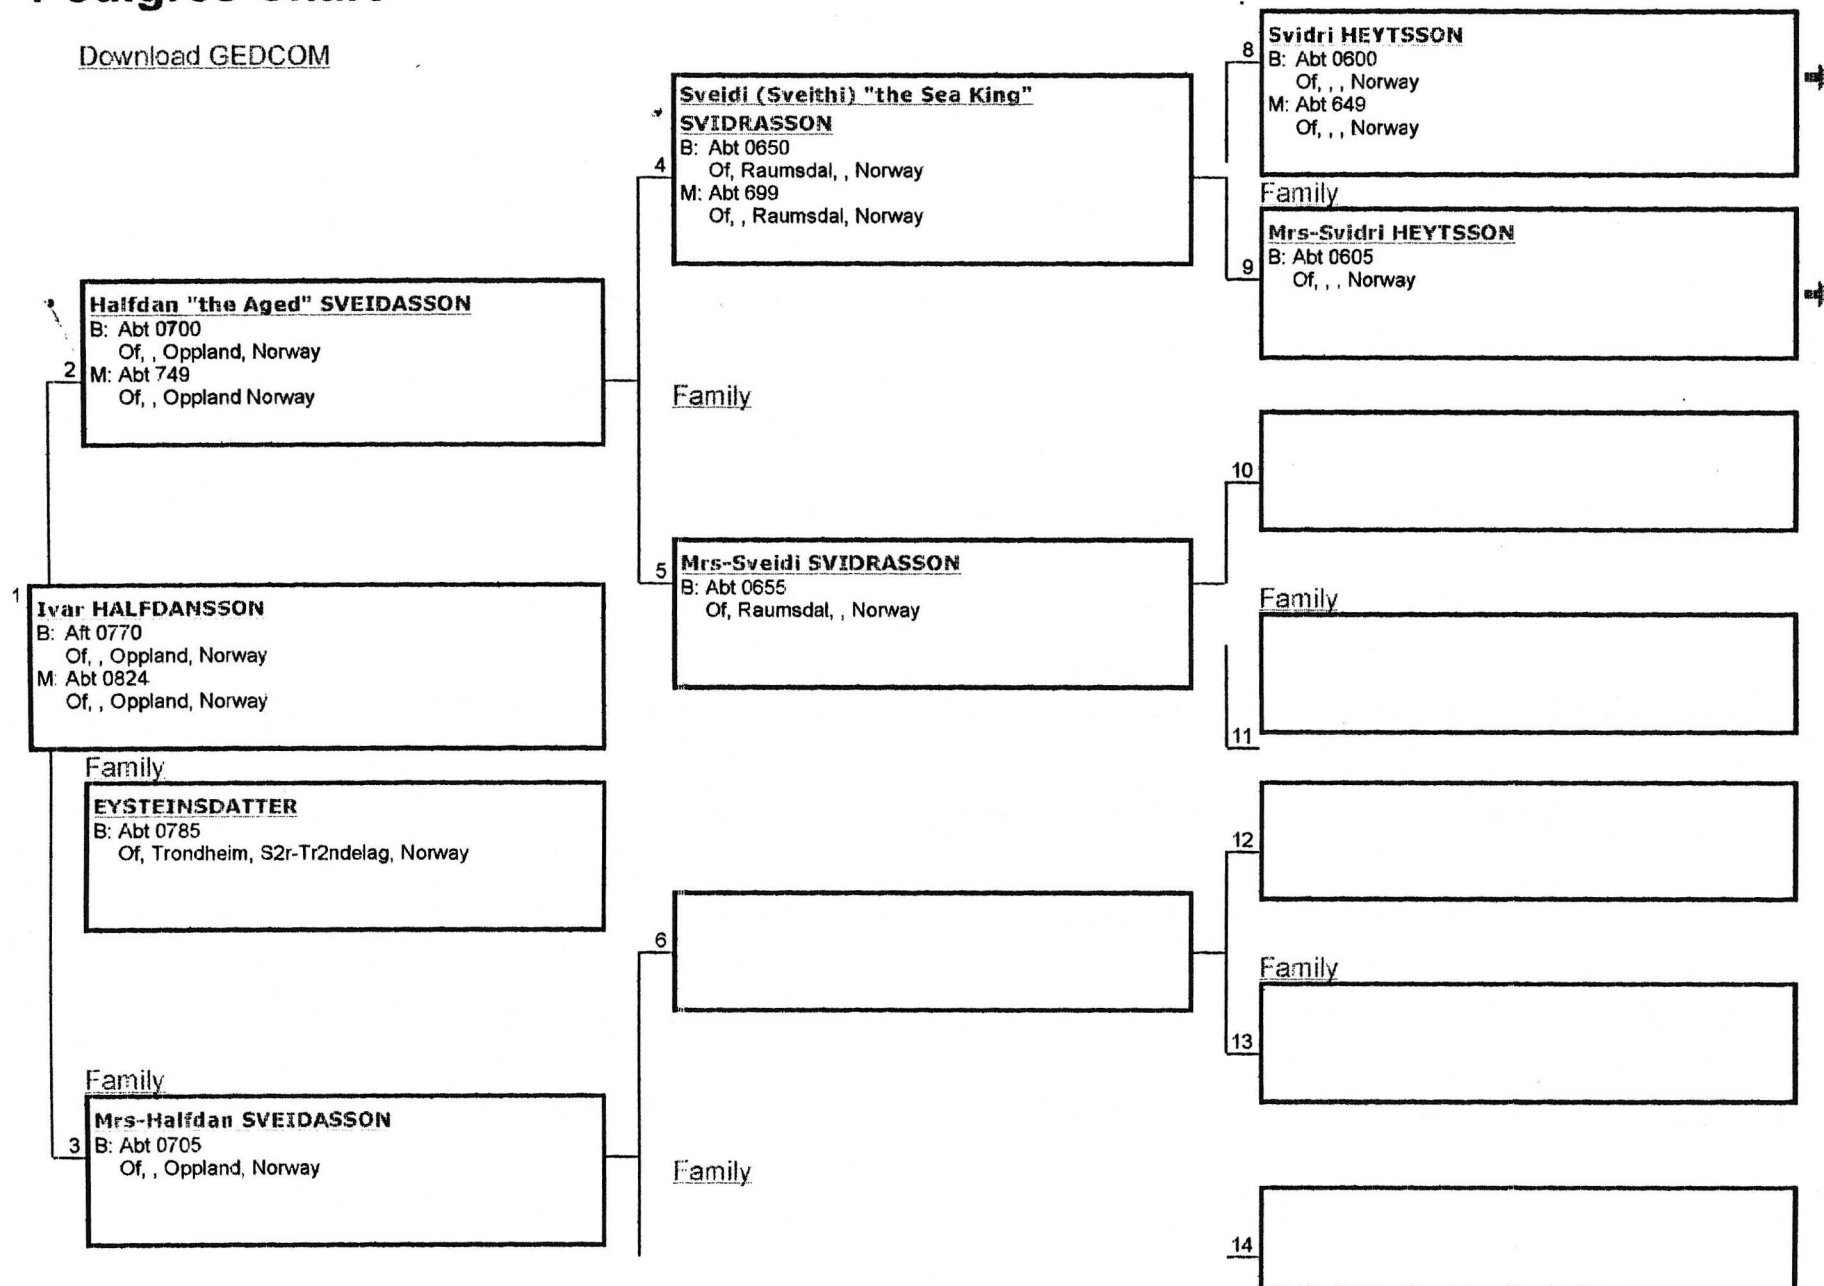 Download GEDCOM
8
Svidri HEYTSSON
B: Abt 0600
Of, , , Norway
M: Abt 649
Of, , , Norway
Family
9
Mrs-Svidri HEYTSSON
B: Abt 0605
Of, , , Norway
4
Sveidi (Sveithi) "the Sea King"
SVIDRASSON
B: Abt 0650
Of, Raumsdal, , Norway
M: Abt 699
Of, , Raumsdal, Norway
2
Halfdan "the Aged" SVEIDASSON
B: Abt 0700
Of, , Oppland, Norway
M: Abt 749
Of, , Oppland Norway
Family
10
5
Mrs-Sveidi SVIDRASSON
B: Abt 0655
Of, Raumsdal, , Norway
Family
11
1
Ivar HALFDANSSON
B: Aft 0770
Of, , Oppland, Norway
M: Abt 0824
Of, , Oppland, Norway
Family
EYSTEINSDATTER
B: Abt 0785
Of, Trondheim, S2r-Tr2ndelag, Norway
12
6
Family
13
Family
3
Mrs-Halfdan SVEIDASSON
B: Abt 0705
Of, , Oppland, Norway
Family
14